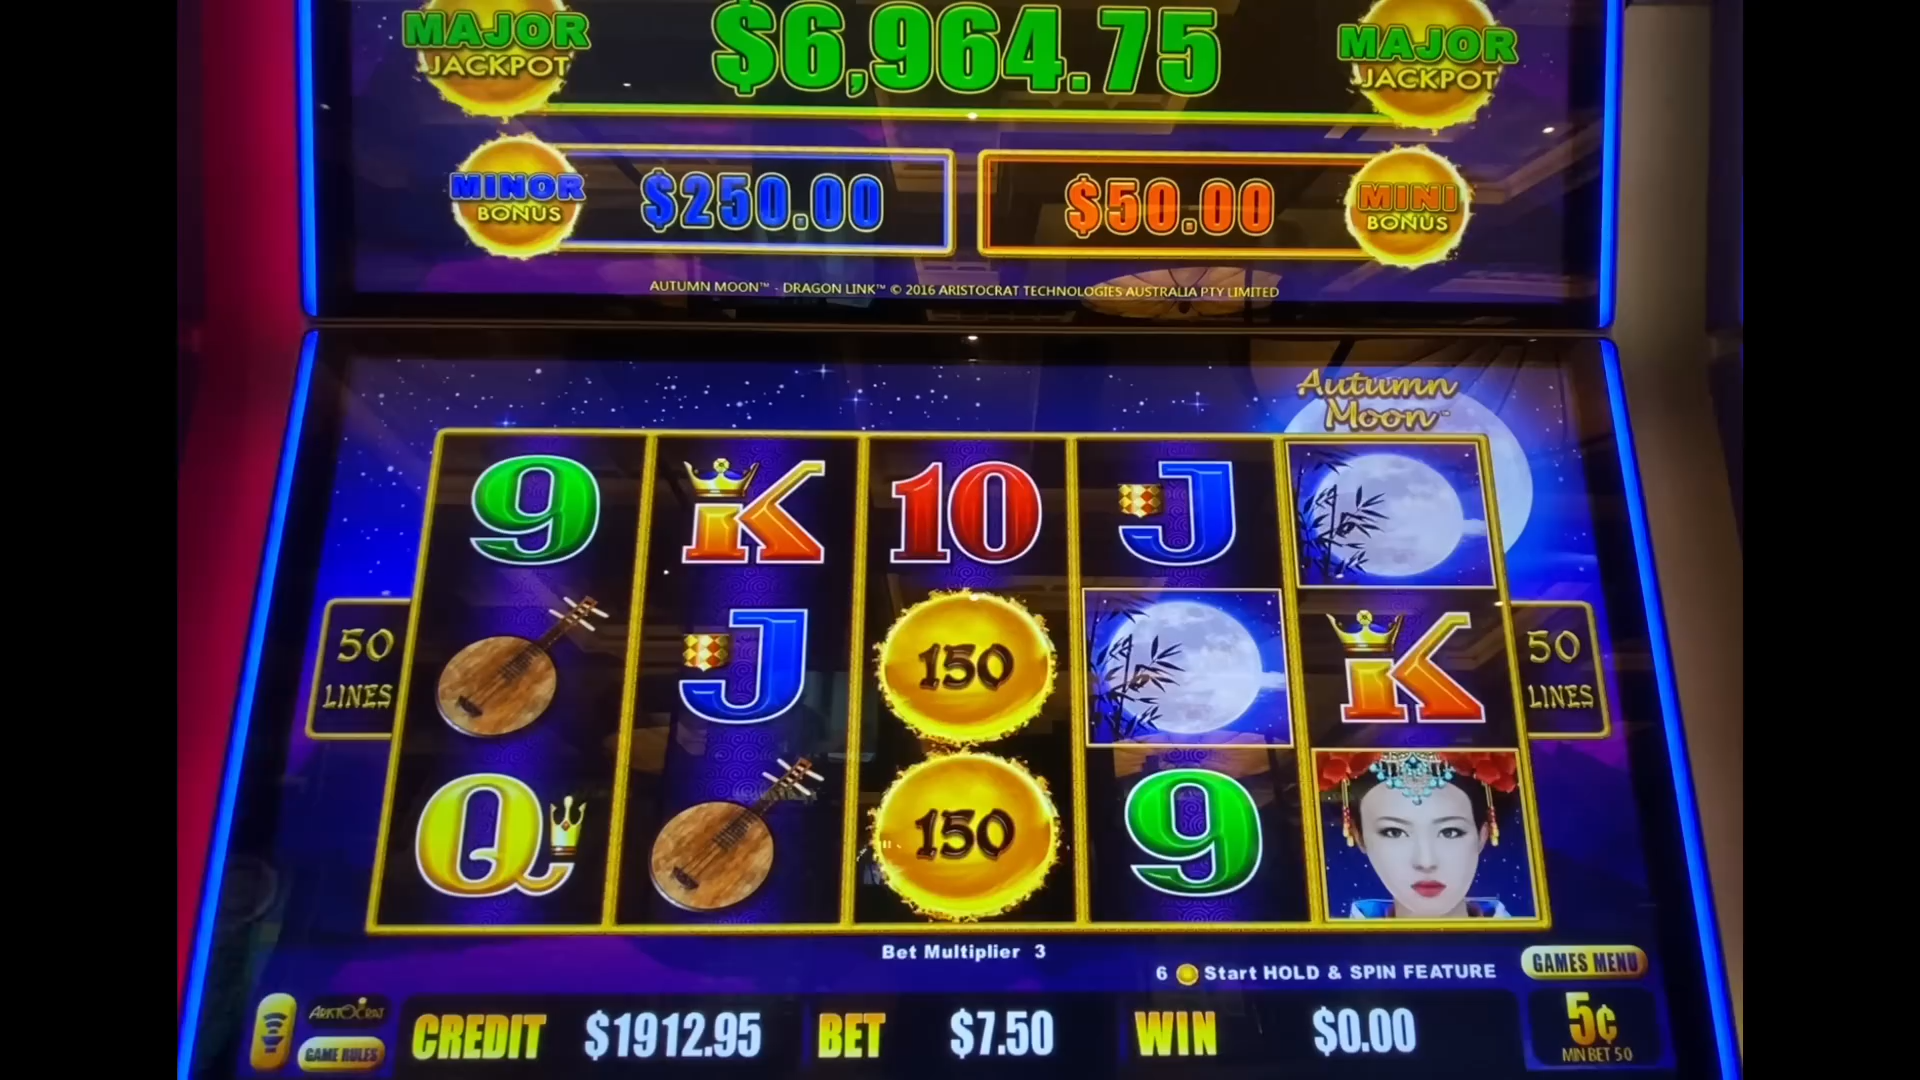 MAJOR
JACKPOT
$6,964.75
MAJOR
JACKPOT
MINOR
BONUS
$250.00
$50.00
MINI
BONUS
AUTUMN MOON™ - DRAGON LINK™ © 2016 ARISTOCRAT TECHNOLOGIES AUSTRALIA PTY LIMITED
Autumn
Moon™
9 K 10 J
50
LINES
J 150 K
50
LINES
Q 150 9
Bet Multiplier 3
6 Start HOLD & SPIN FEATURE
GAMES MENU
ARISTOCRAT
GAME RULES
CREDIT $1912.95 BET $7.50 WIN $0.00
5¢
MIN BET 50